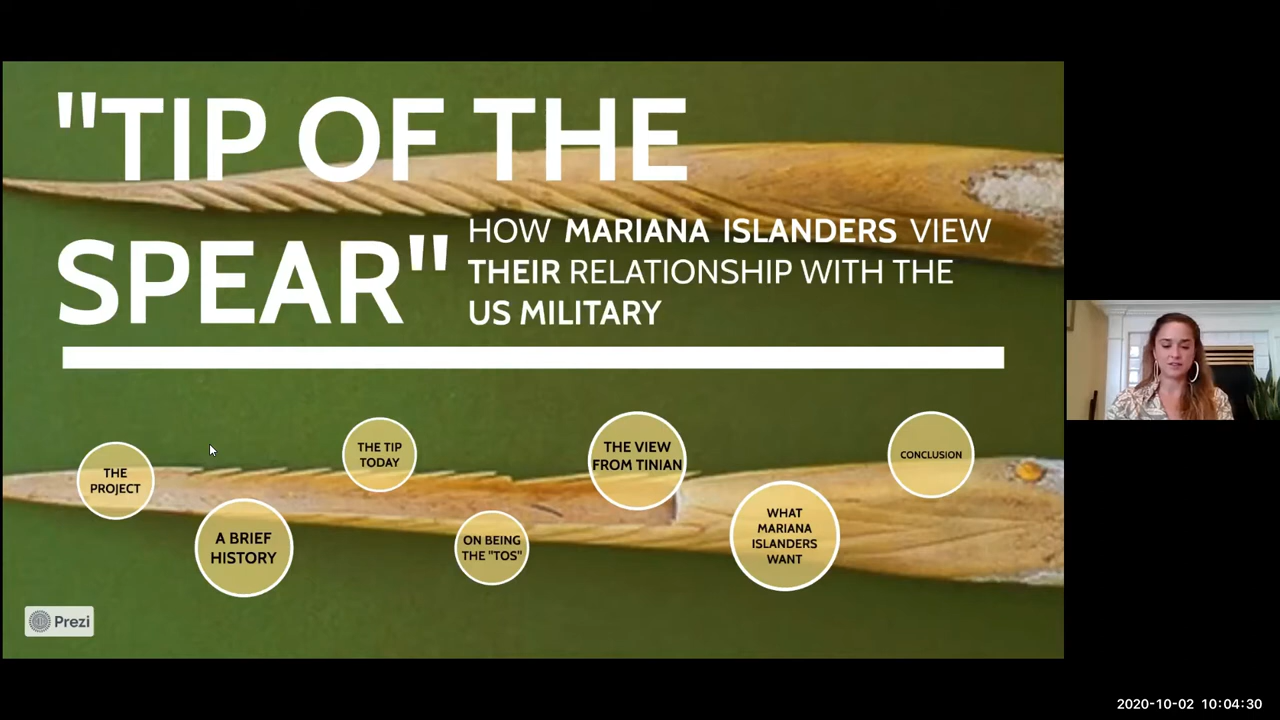 "TIP OF THE
SPEAR"
HOW MARIANA ISLANDERS VIEW
THEIR RELATIONSHIP WITH THE
US MILITARY
THE
PROJECT
A BRIEF
HISTORY
THE TIP
TODAY
ON BEING
THE "TOS"
THE VIEW
FROM TINIAN
WHAT
MARIANA
ISLANDERS
WANT
CONCLUSION
Prezi
2020-10-02 10:04:30